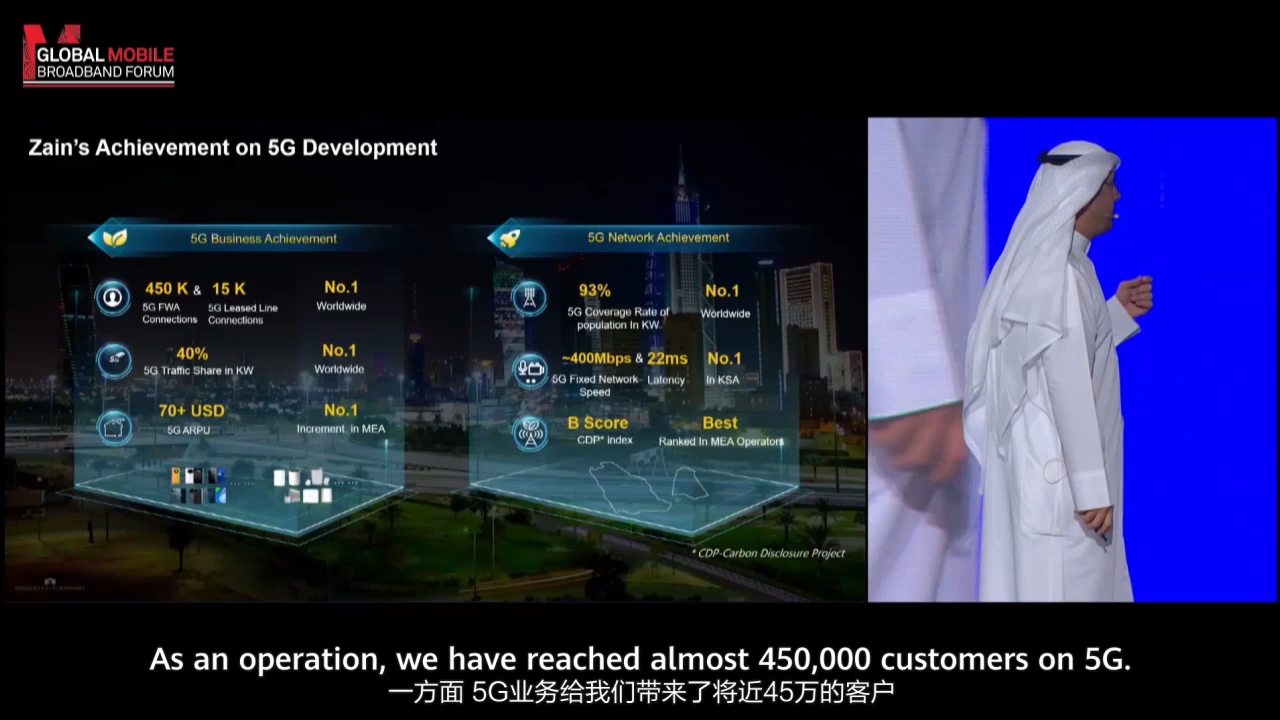 GLOBAL MOBILE
BROADBAND FORUM
Zain's Achievement on 5G Development
5G Business Achievement
450 K & 15 K
5G FWA Connections
5G Leased Line Connections
No.1
Worldwide
40%
5G Traffic Share in KW
No.1
Worldwide
70+ USD
5G ARPU
No.1
Increment in MEA
5G Network Achievement
93%
5G Coverage Rate of
population In KW.
No.1
Worldwide
~400Mbps & 22ms
5G Fixed Network Speed
Latency
No.1
In KSA
B Score
CDP* index
Best
Ranked In MEA Operators
* CDP-Carbon Disclosure Project
As an operation, we have reached almost 450,000 customers on 5G.
一方面 5G业务给我们带来了将近45万的客户